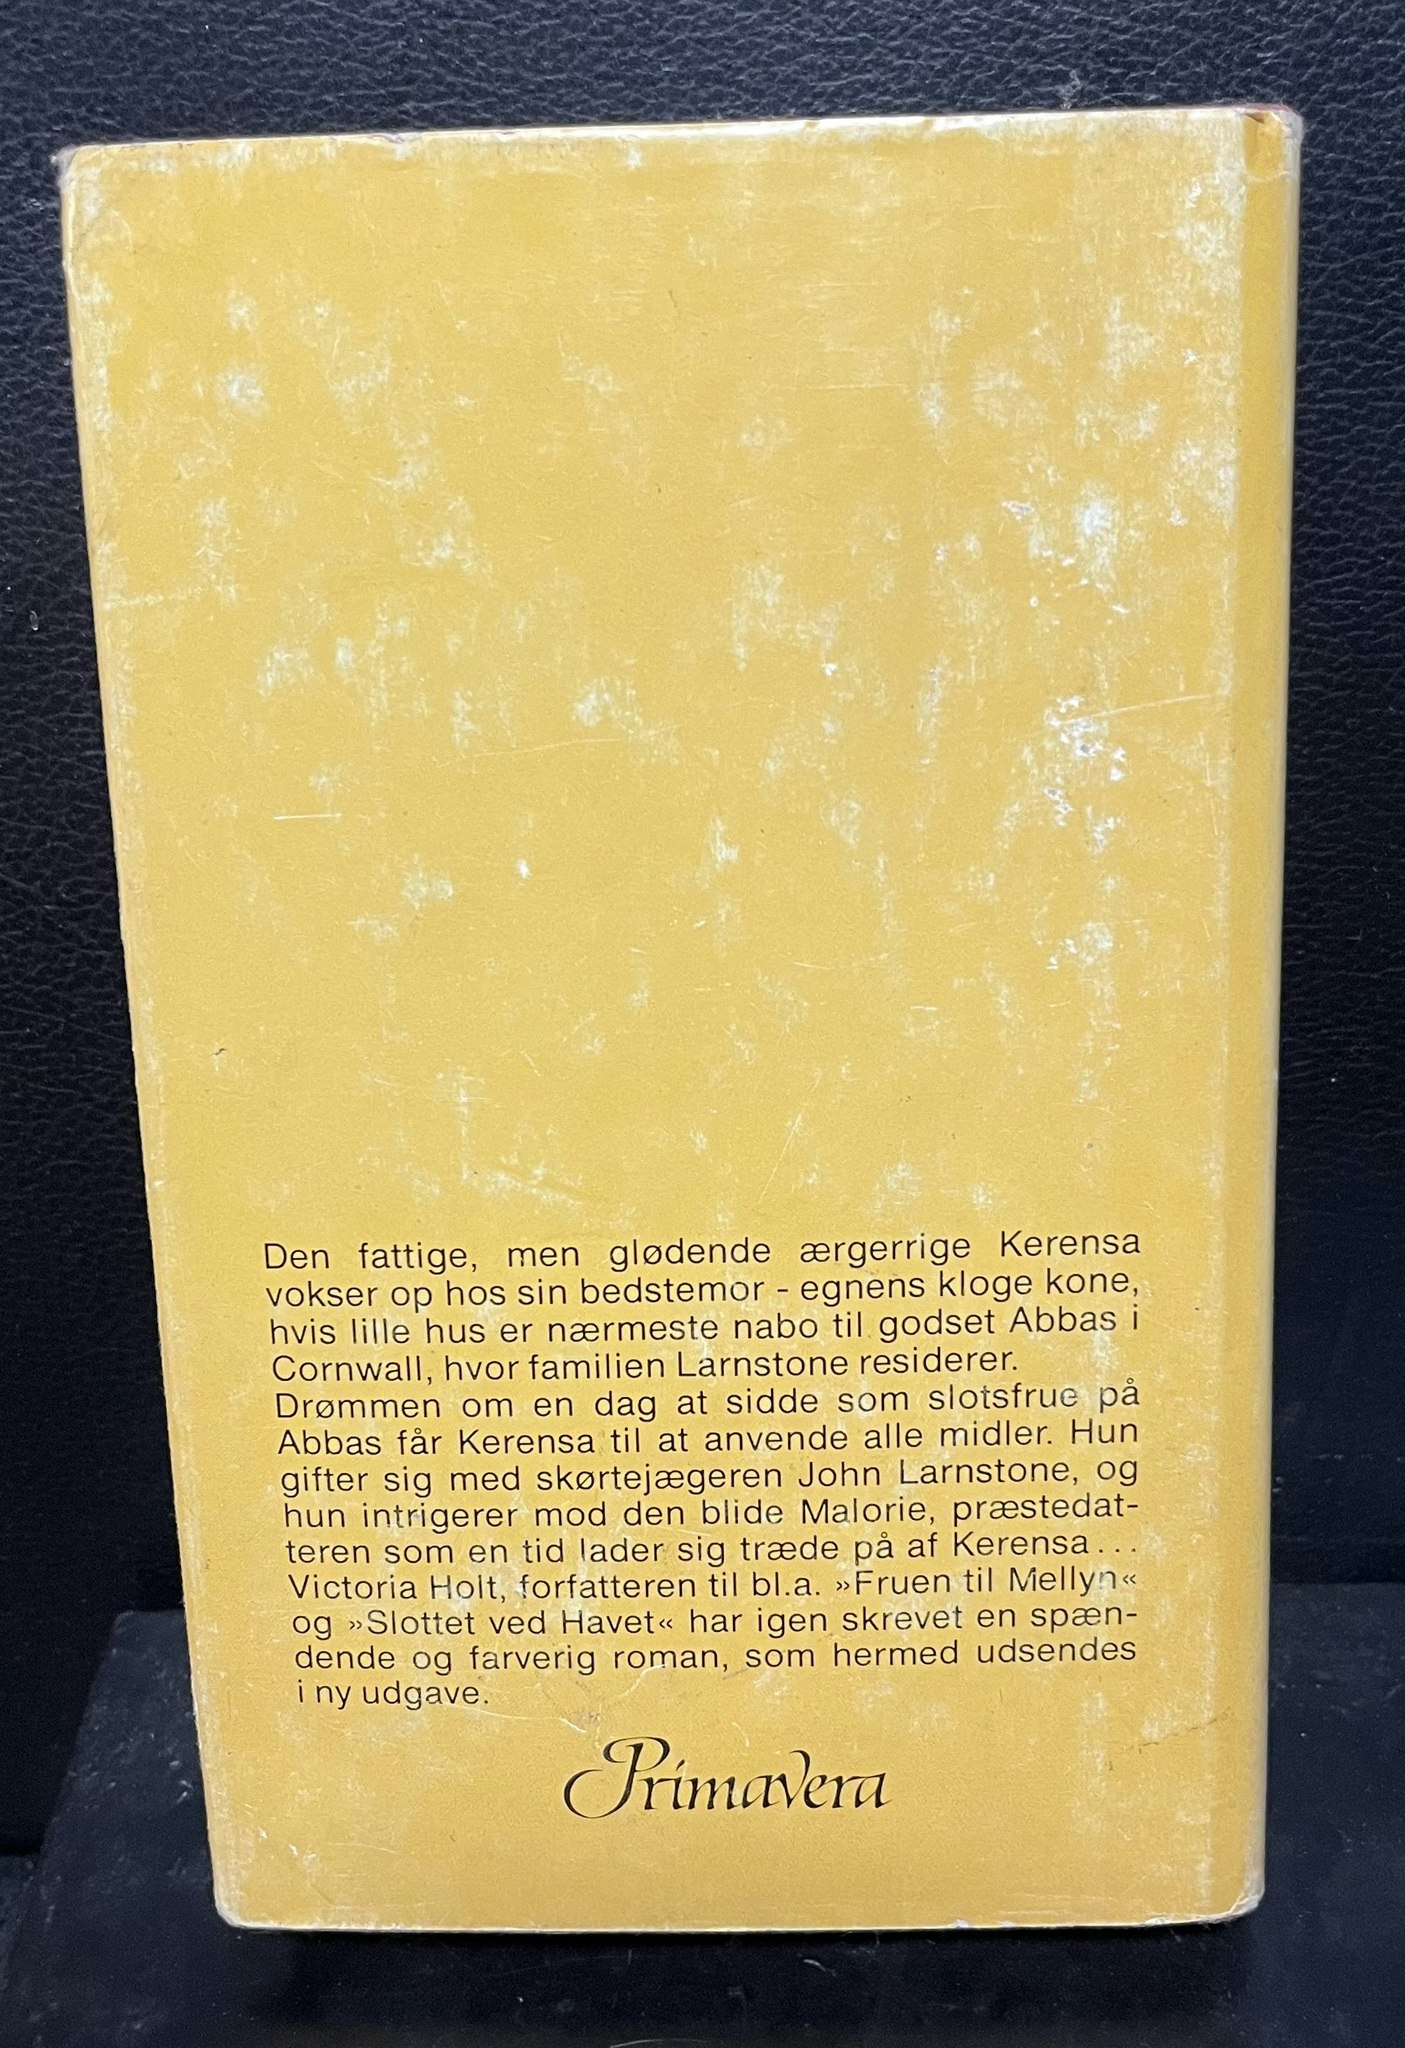 Den fattige, men glødende ærgerrige Kerensa
vokser op hos sin bedstemor - egnens kloge kone,
hvis lille hus er nærmeste nabo til godset Abbas i
Cornwall, hvor familien Larnstone residerer.
Drømmen om en dag at sidde som slotsfrue på
Abbas får Kerensa til at anvende alle midler. Hun
gifter sig med skørtejægeren John Larnstone, og
hun intrigerer mod den blide Malorie, præstedat-
teren som en tid lader sig træde på af Kerensa...
Victoria Holt, forfatteren til bl.a. »Fruen til Mellyn«
og »Slottet ved Havet« har igen skrevet en spæn-
dende og farverig roman, som hermed udsendes
i ny udgave.
Primavera